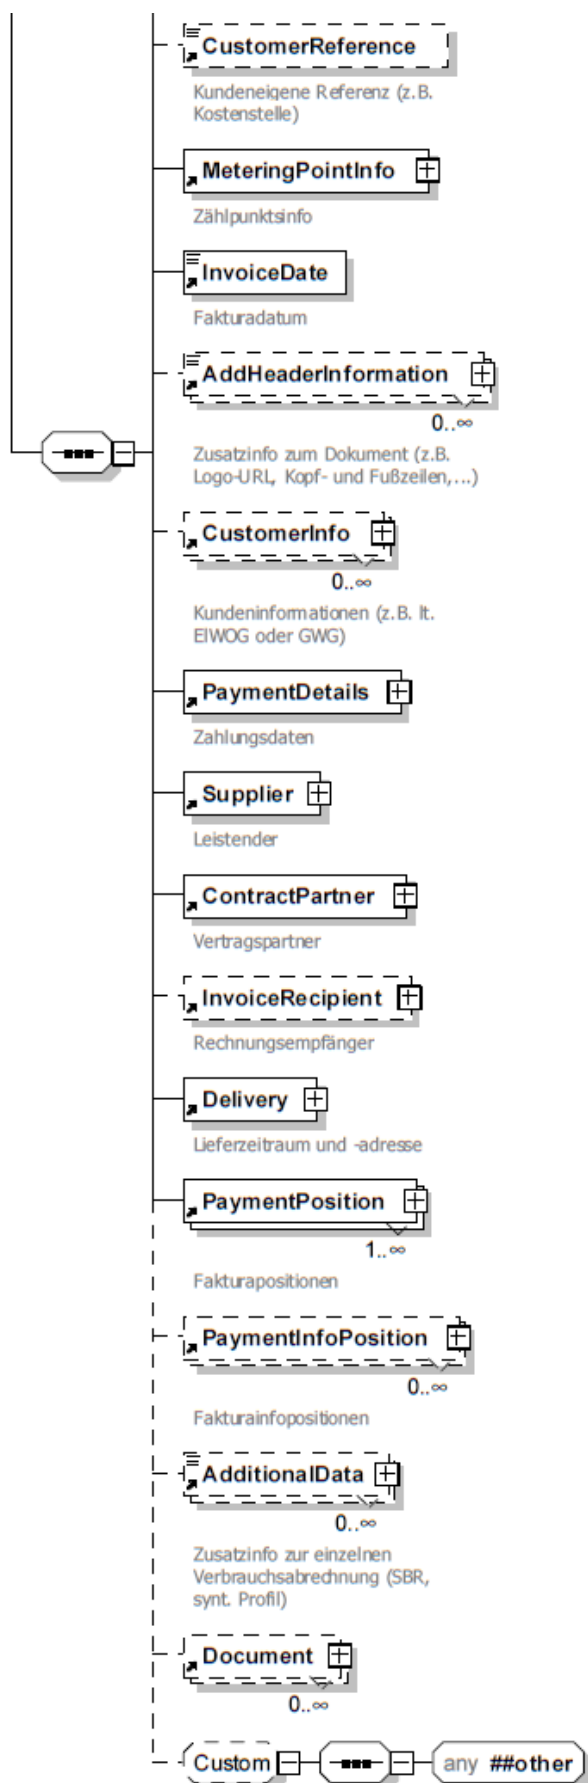 CustomerReference
Kundeneigene Referenz (z.B.
Kostenstelle)
MeteringPointInfo
Zählpunktsinfo
InvoiceDate
Fakturadatum
AddHeaderInformation
0..∞
Zusatzinfo zum Dokument (z.B.
Logo-URL, Kopf- und Fußzeilen,...)
CustomerInfo
0..∞
Kundeninformationen (z.B. lt.
ElWOG oder GWG)
PaymentDetails
Zahlungsdaten
Supplier
Leistender
ContractPartner
Vertragspartner
InvoiceRecipient
Rechnungsempfänger
Delivery
Lieferzeitraum und -adresse
PaymentPosition
1..∞
Fakturapositionen
PaymentInfoPosition
0..∞
Fakturainfopositionen
AdditionalData
0..∞
Zusatzinfo zur einzelnen
Verbrauchsabrechnung (SBR,
synt. Profil)
Document
0..∞
Custom any ##other